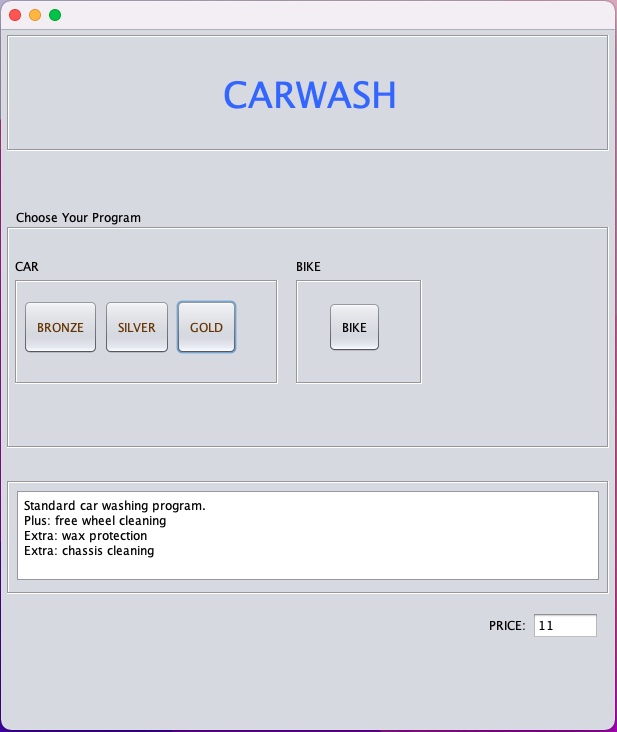 CARWASH
Choose Your Program
CAR
BIKE
BRONZE
SILVER
GOLD
BIKE
Standard car washing program.
Plus: free wheel cleaning
Extra: wax protection
Extra: chassis cleaning
PRICE: 11